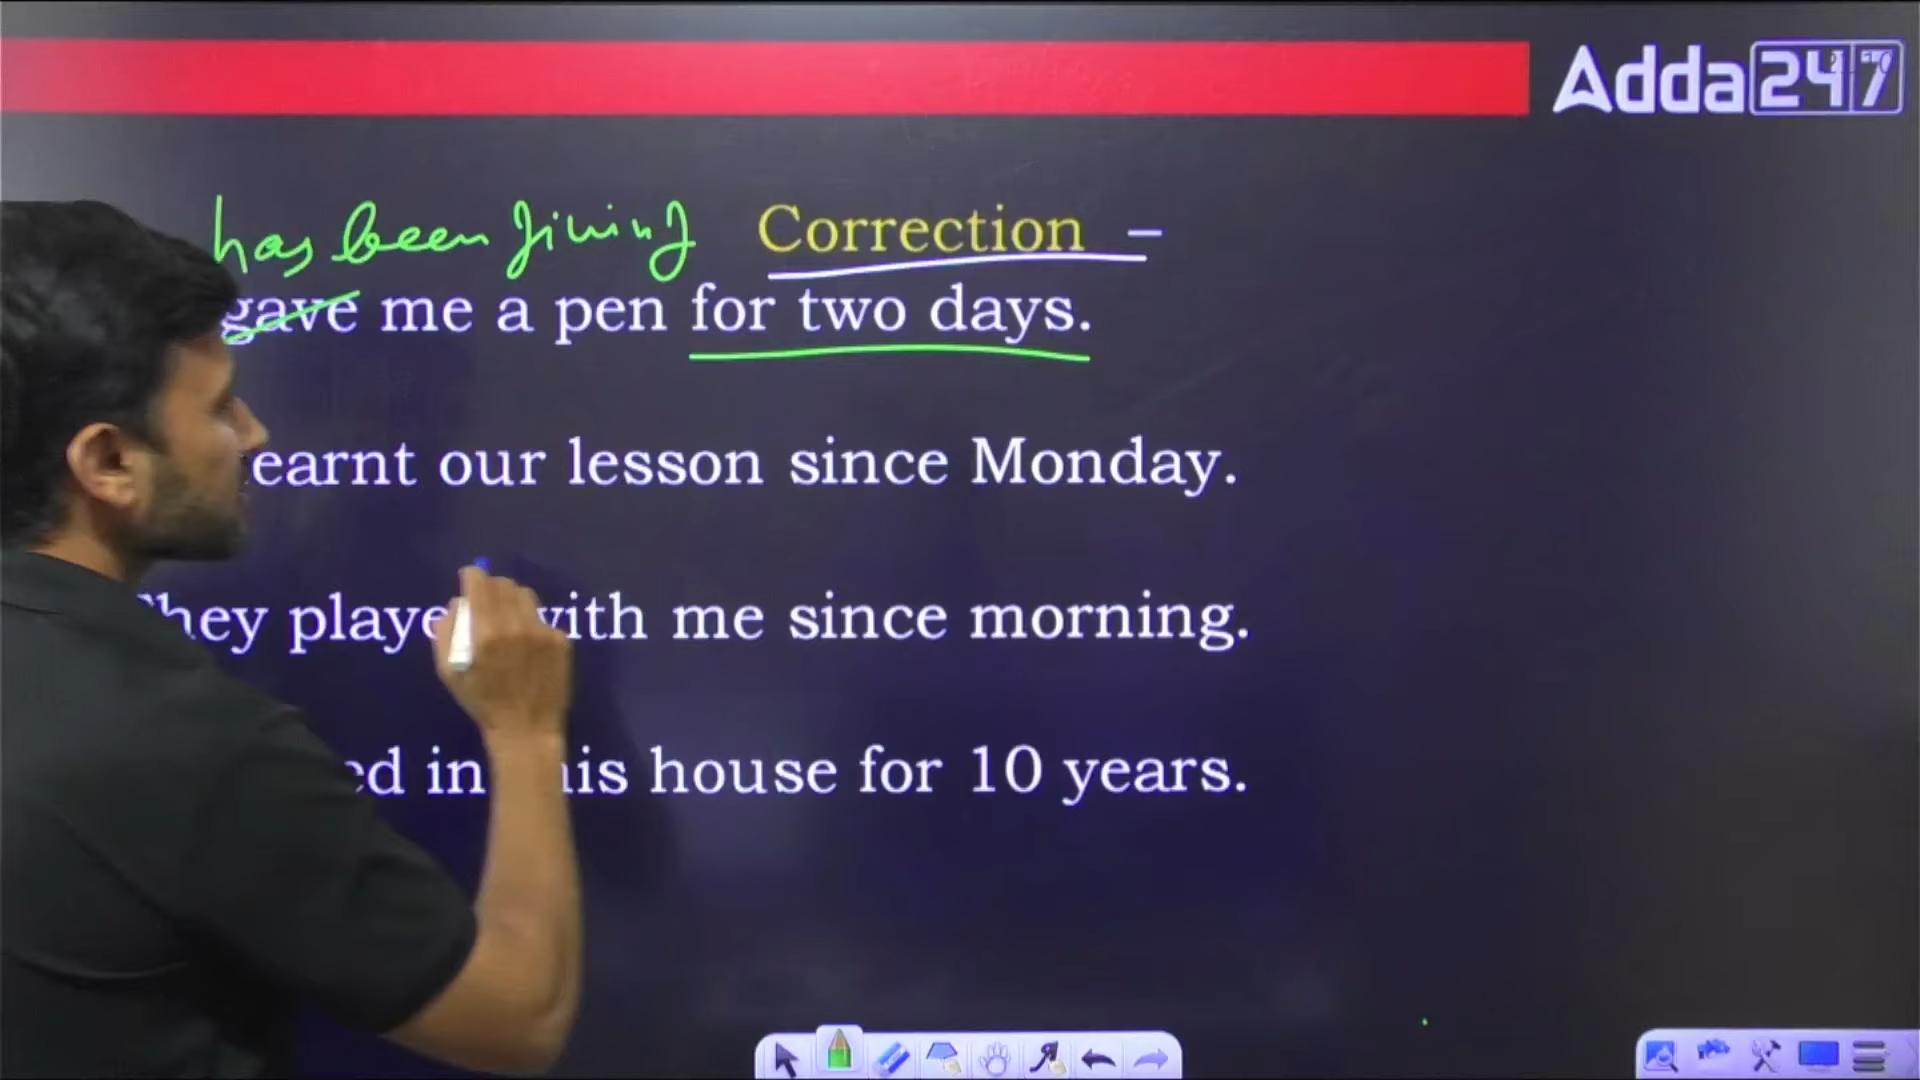 Adda247
has been giving Correction –
gave me a pen for two days.
earnt our lesson since Monday.
hey playe with me since morning.
ed in his house for 10 years.